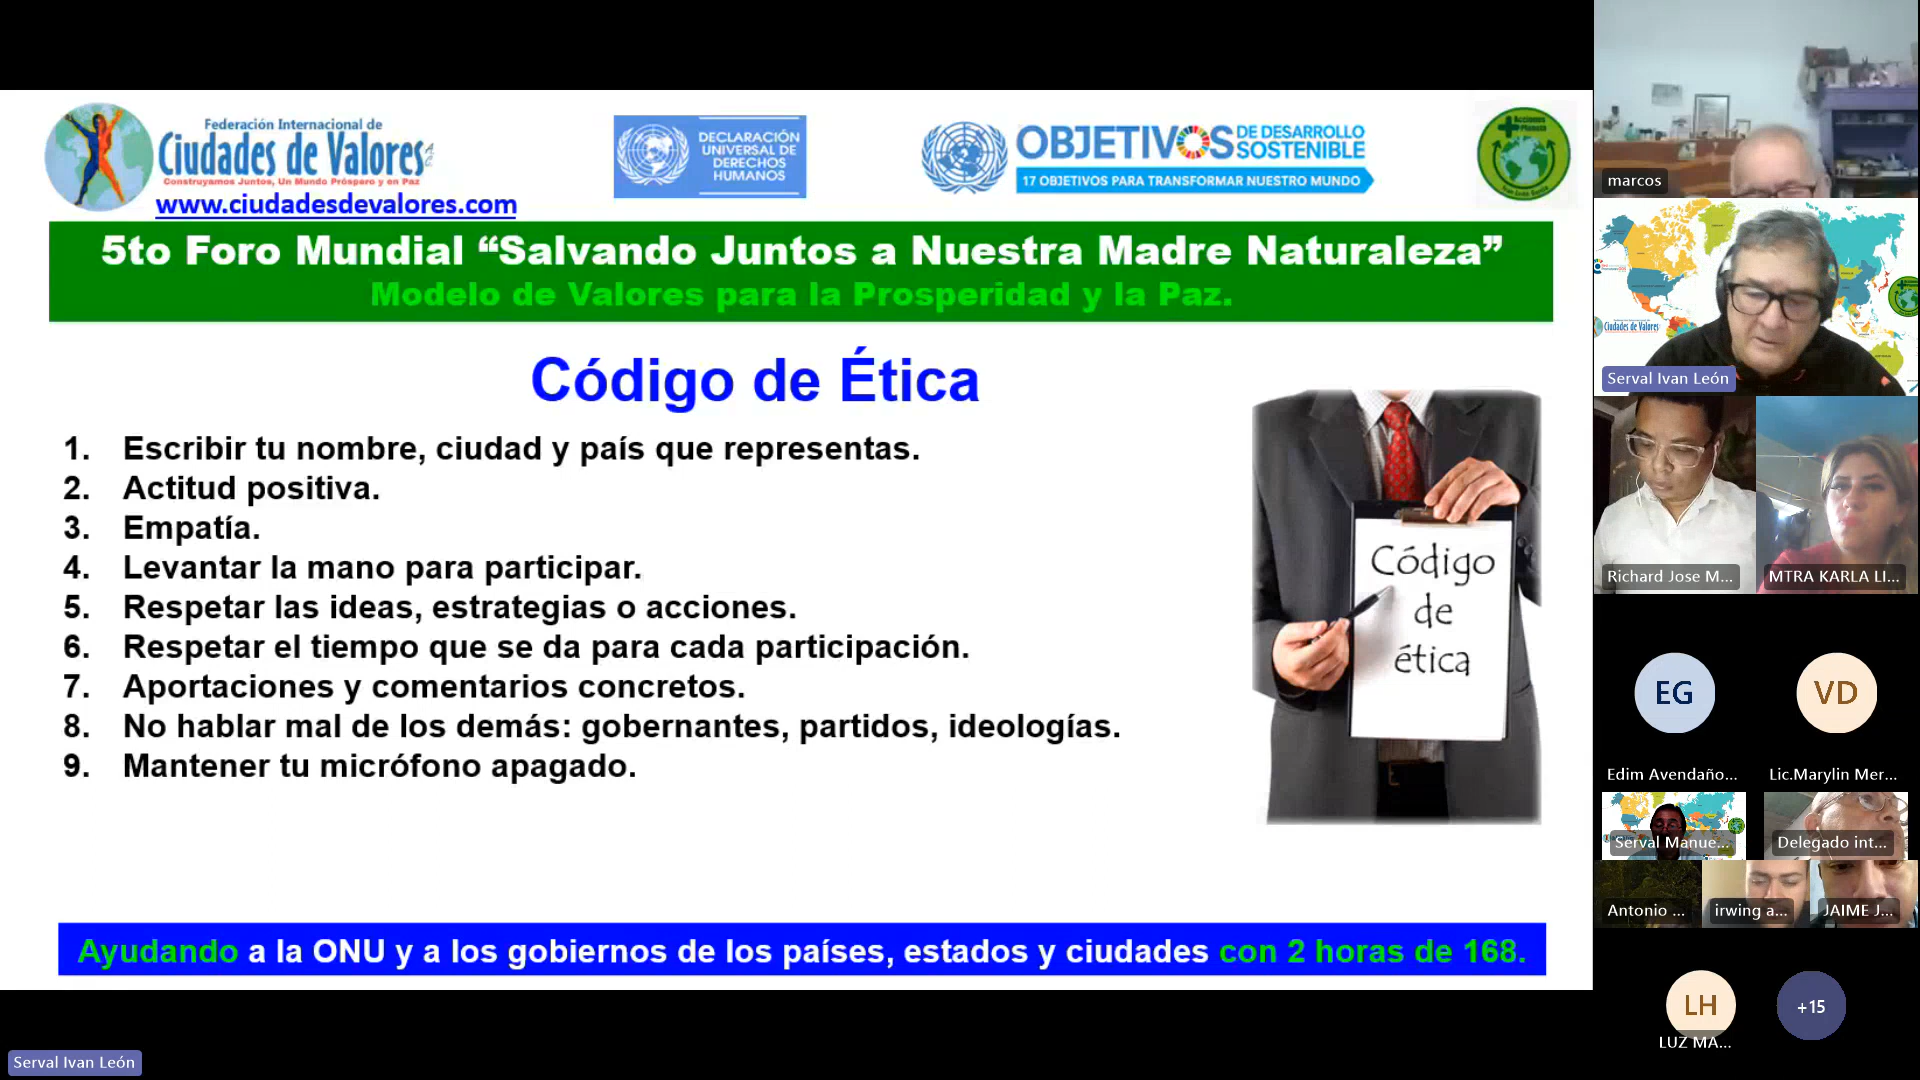 Federación Internacional de
Ciudades de Valores
Construyamos Juntos, Un Mundo Próspero y en Paz
www.ciudadesdevalores.com
DECLARACIÓN
UNIVERSAL DE
DERECHOS
HUMANOS
OBJETIVOS DE DESARROLLO
SOSTENIBLE
17 OBJETIVOS PARA TRANSFORMAR NUESTRO MUNDO
5to Foro Mundial “Salvando Juntos a Nuestra Madre Naturaleza”
Modelo de Valores para la Prosperidad y la Paz.
Código de Ética
1. Escribir tu nombre, ciudad y país que representas.
2. Actitud positiva.
3. Empatía.
4. Levantar la mano para participar.
5. Respetar las ideas, estrategias o acciones.
6. Respetar el tiempo que se da para cada participación.
7. Aportaciones y comentarios concretos.
8. No hablar mal de los demás: gobernantes, partidos, ideologías.
9. Mantener tu micrófono apagado.
Código
de
ética
Ayudando a la ONU y a los gobiernos de los países, estados y ciudades con 2 horas de 168.
Serval Ivan León
marcos
Ciudades de Valores
Serval Ivan León
Richard Jose M...
MTRA KARLA LI...
EG
VD
Edim Avendaño...
Lic.Marylin Mer...
Serval Manue...
Delegado int...
Antonio ...
irwing a...
JAIME J...
LH
+15
LUZ MA...